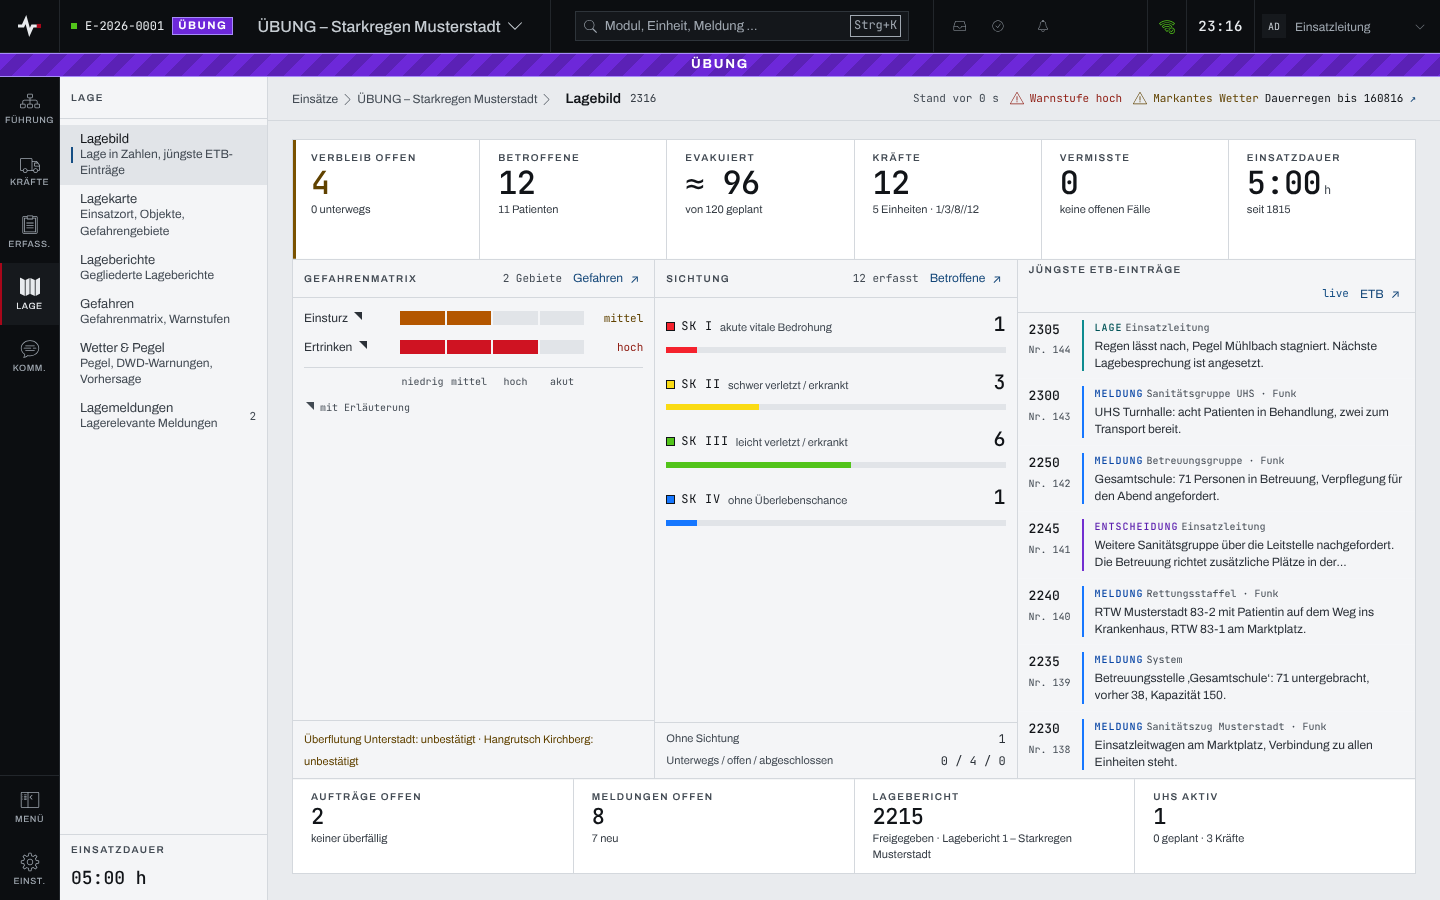 E-2026-0001 ÜBUNG ÜBUNG – Starkregen Musterstadt
Modul, Einheit, Meldung ... Strg+K
23:16 AD Einsatzleitung
ÜBUNG
FÜHRUNG
KRÄFTE
ERFASS.
LAGE
KOMM.
MENÜ
EINST.
LAGE
Lagebild
Lage in Zahlen, jüngste ETB-
Einträge
Lagekarte
Einsatzort, Objekte,
Gefahrengebiete
Lageberichte
Gegliederte Lageberichte
Gefahren
Gefahrenmatrix, Warnstufen
Wetter & Pegel
Pegel, DWD-Warnungen,
Vorhersage
Lagemeldungen
Lagerelevante Meldungen 2
EINSATZDAUER
05:00 h
Einsätze ÜBUNG – Starkregen Musterstadt Lagebild 2316
Stand vor 0 s Warnstufe hoch Markantes Wetter Dauerregen bis 160816 ↗
VERBLEIB OFFEN
4
0 unterwegs
BETROFFENE
12
11 Patienten
EVAKUIERT
≈ 96
von 120 geplant
KRÄFTE
12
5 Einheiten · 1/3/8//12
VERMISSTE
0
keine offenen Fälle
EINSATZDAUER
5:00 h
seit 1815
GEFAHRENMATRIX 2 Gebiete Gefahren ↗
Einsturz mittel
Ertrinken hoch
niedrig mittel hoch akut
mit Erläuterung
Überflutung Unterstadt: unbestätigt · Hangrutsch Kirchberg:
unbestätigt
SICHTUNG 12 erfasst Betroffene ↗
SK I akute vitale Bedrohung 1
SK II schwer verletzt / erkrankt 3
SK III leicht verletzt / erkrankt 6
SK IV ohne Überlebenschance 1
Ohne Sichtung 1
Unterwegs / offen / abgeschlossen 0 / 4 / 0
JÜNGSTE ETB-EINTRÄGE
live ETB ↗
2305 LAGE Einsatzleitung
Nr. 144 Regen lässt nach, Pegel Mühlbach stagniert. Nächste
Lagebesprechung ist angesetzt.
2300 MELDUNG Sanitätsgruppe UHS · Funk
Nr. 143 UHS Turnhalle: acht Patienten in Behandlung, zwei zum
Transport bereit.
2250 MELDUNG Betreuungsgruppe · Funk
Nr. 142 Gesamtschule: 71 Personen in Betreuung, Verpflegung für
den Abend angefordert.
2245 ENTSCHEIDUNG Einsatzleitung
Nr. 141 Weitere Sanitätsgruppe über die Leitstelle nachgefordert.
Die Betreuung richtet zusätzliche Plätze in der...
2240 MELDUNG Rettungsstaffel · Funk
Nr. 140 RTW Musterstadt 83-2 mit Patientin auf dem Weg ins
Krankenhaus, RTW 83-1 am Marktplatz.
2235 MELDUNG System
Nr. 139 Betreuungsstelle ‚Gesamtschule‘: 71 untergebracht,
vorher 38, Kapazität 150.
2230 MELDUNG Sanitätszug Musterstadt · Funk
Nr. 138 Einsatzleitwagen am Marktplatz, Verbindung zu allen
Einheiten steht.
AUFTRÄGE OFFEN
2
keiner überfällig
MELDUNGEN OFFEN
8
7 neu
LAGEBERICHT
2215
Freigegeben · Lagebericht 1 – Starkregen
Musterstadt
UHS AKTIV
1
0 geplant · 3 Kräfte